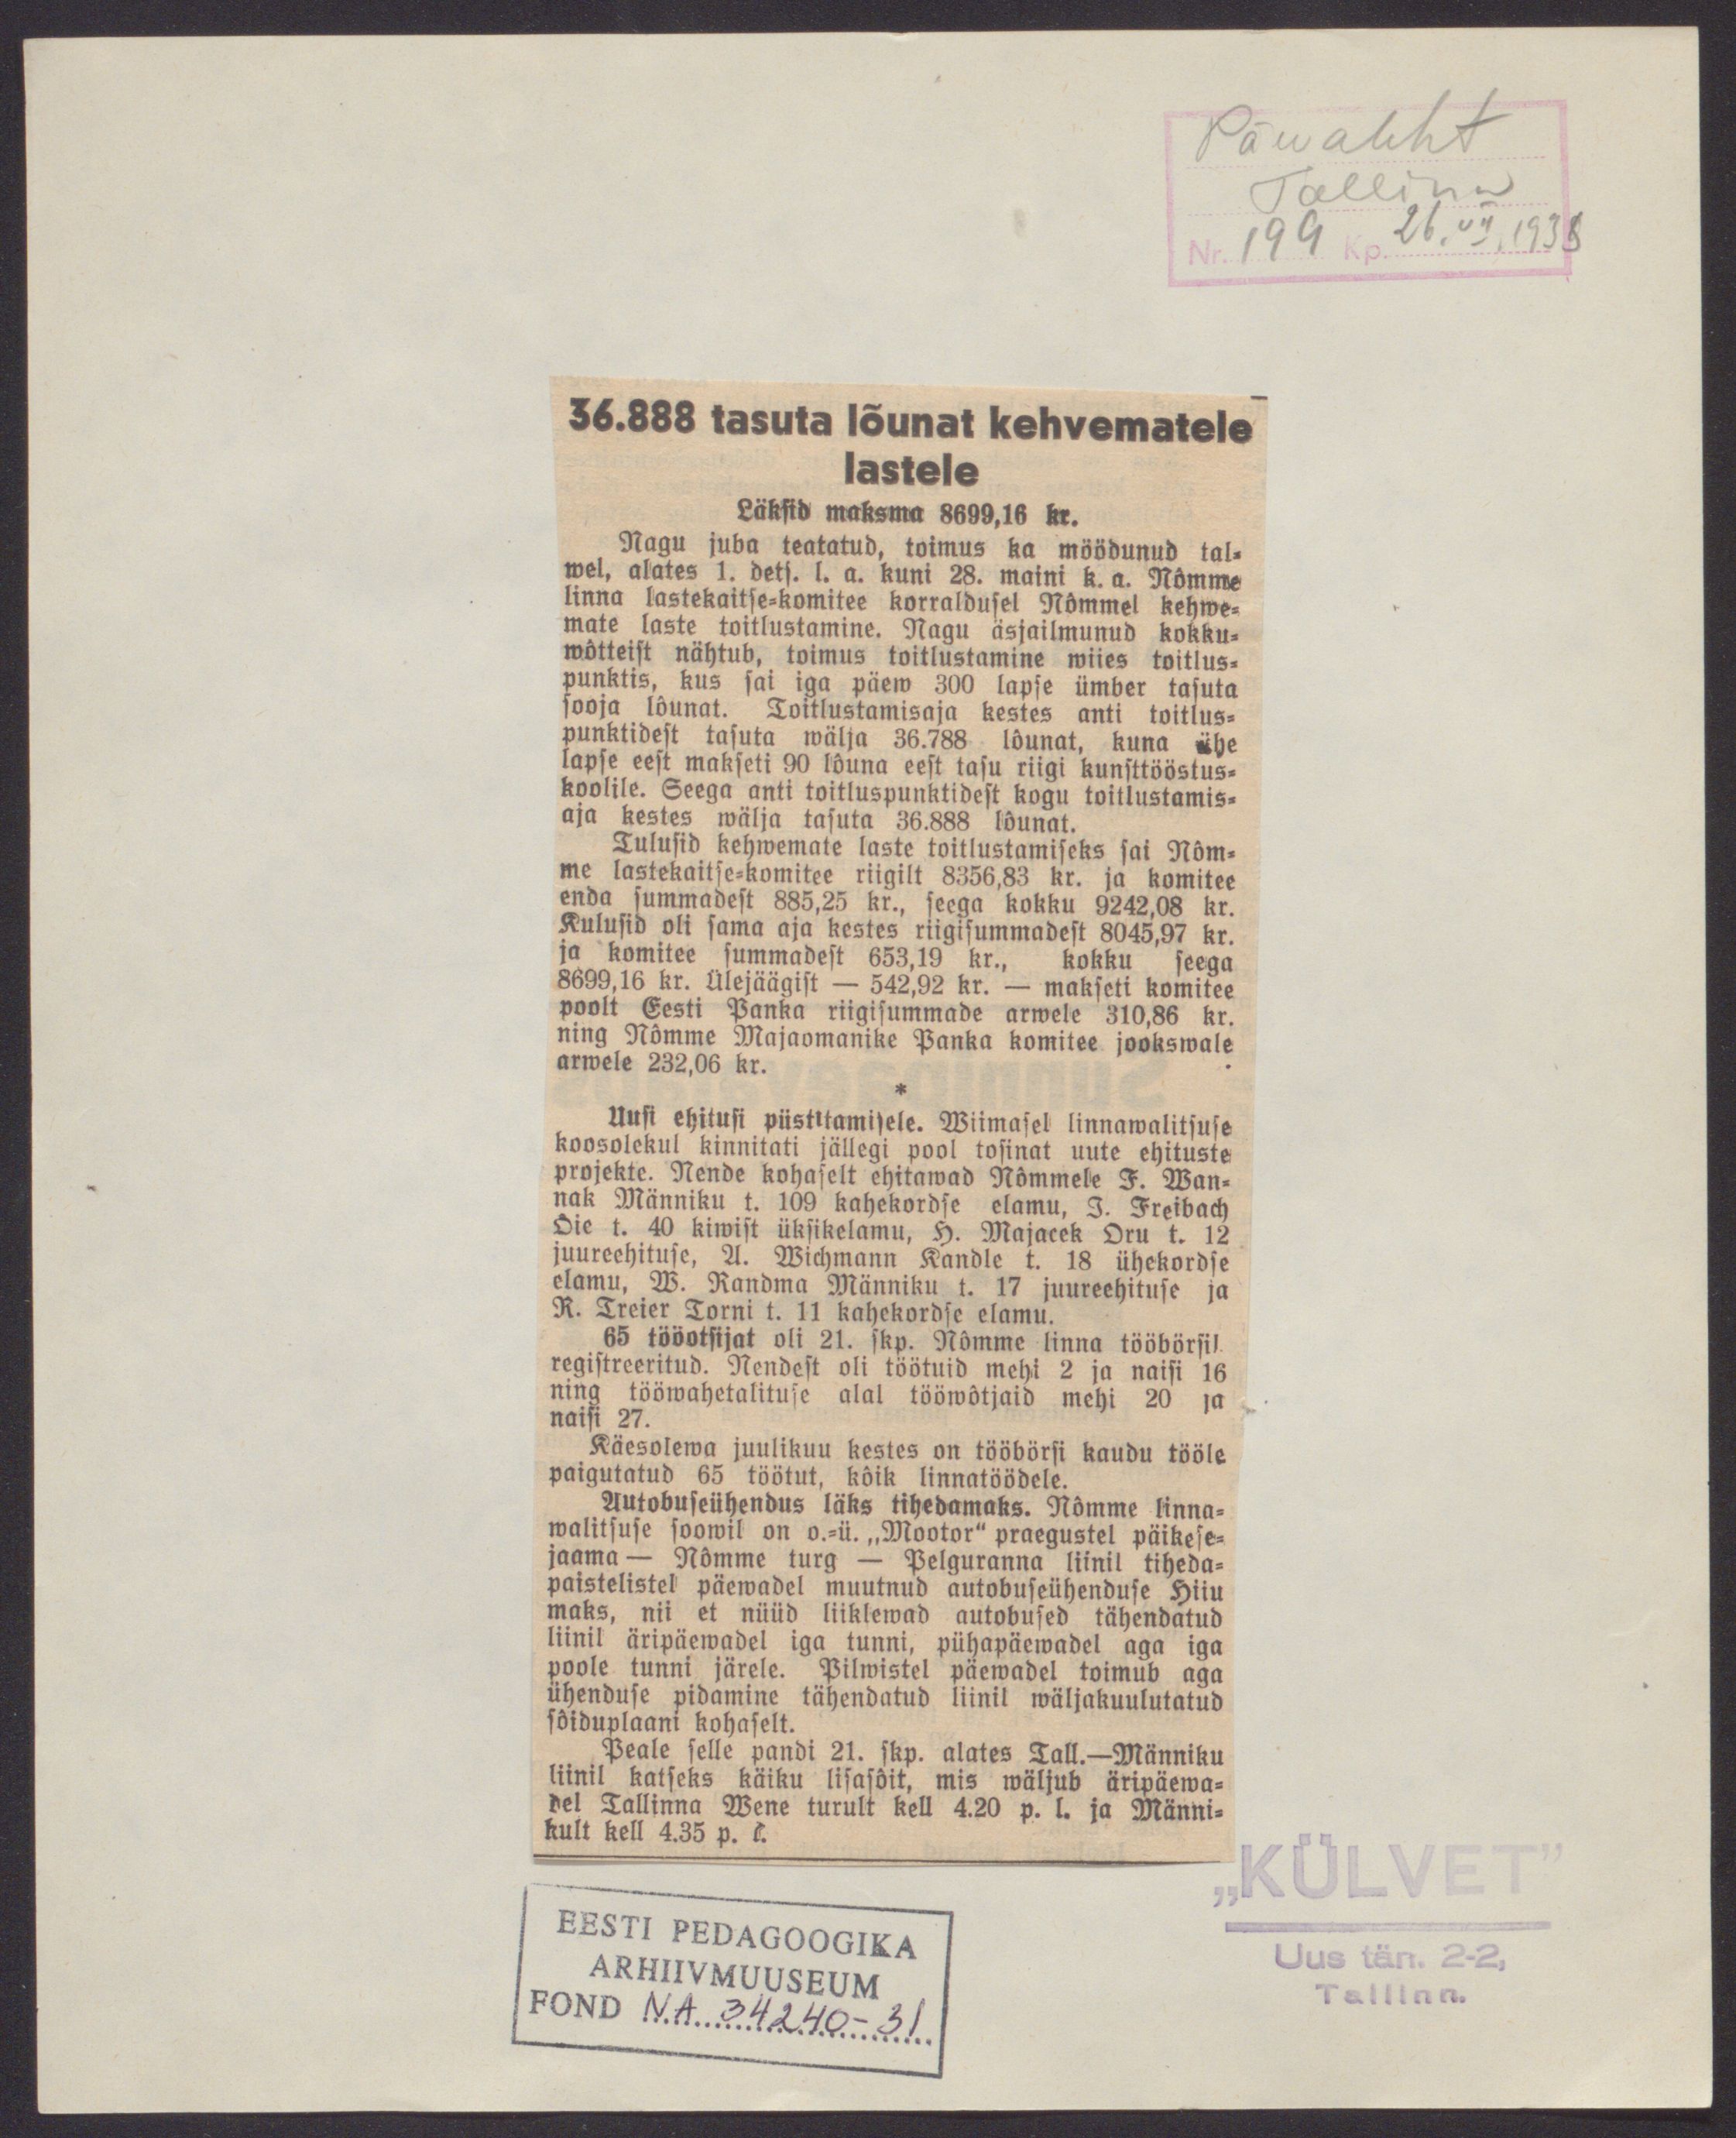 Päwaleht
Tallinn
Nr. 199 Kp. 26.VII.1938
36.888 tasuta lõunat kehvematele
lastele
Läksid maksma 8699,16 kr.
Nagu juba teatatud, toimus ka möödunud tal-
wel, alates 1. dets. l. a. kuni 28. maini k. a. Nõmme
linna lastekaitse-komitee korraldusel Nõmmel kehwe-
mate laste toitlustamine. Nagu äsjailmunud kokku-
wõtteist nähtub, toimus toitlustamine wiies toitlus-
punktis, kus sai iga päew 300 lapse ümber tasuta
sooja lõunat. Toitlustamisaja kestes anti toitlus-
punktidest tasuta wälja 36.788 lõunat, kuna ühe
lapse eest makseti 90 lõuna eest tasu riigi kunsttööstus-
koolile. Seega anti toitluspunktidest kogu toitlustamis-
aja kestes wälja tasuta 36.888 lõunat.
Tulusid kehwemate laste toitlustamiseks sai Nõm-
me lastekaitse-komitee riigilt 8356,83 kr. ja komitee
enda summadest 885,25 kr., seega kokku 9242,08 kr.
Kulusid oli sama aja kestes riigisummadest 8045,97 kr.
ja komitee summadest 653,19 kr., kokku seega
8699,16 kr. Ülejäägist — 542,92 kr. — makseti komitee
poolt Eesti Panka riigisummade arwele 310,86 kr.
ning Nõmme Majaomanike Panka komitee jookswale
arwele 232,06 kr.
*
Uusi ehitusi püstttamisele. Wiimasel linnawalitsuse
koosolekul kinnitati jällegi pool tosinat uute ehituste
projekte. Nende kohaselt ehitawad Nõmmele F. Wan-
nak Männiku t. 109 kahekordse elamu, J. Freibach
Õie t. 40 kiwist üksikelamu, H. Majacek Oru t. 12
juureehituse, A. Wichmann Kandle t. 18 ühekordse
elamu, W. Randma Männiku t. 17 juureehituse ja
R. Treier Torni t. 11 kahekordse elamu.
65 tööotsijat oli 21. skp. Nõmme linna tööbörsil
registreeritud. Nendest oli töötuid mehi 2 ja naisi 16
ning tööwahetalituse alal tööwõtjaid mehi 20 ja
naisi 27.
Käesolewa juulikuu kestes on tööbörsi kaudu tööle
paigutatud 65 töötut, kõik linnatöödele.
Autobuseühendus läks tihedamaks. Nõmme linna-
walitsuse soowil on o.-ü. „Mootor“ praegustel päikese-
jaama — Nõmme turg — Pelguranna liinil tiheda-
paistelistel päewadel muutnud autobuseühenduse Hiiu
maks, nii et nüüd liiklewad autobused tähendatud
liinil äripäewadel iga tunni, pühapäewadel aga iga
poole tunni järele. Pilwistel päewadel toimub aga
ühenduse pidamine tähendatud liinil wäljakuulutatud
sõiduplaani kohaselt.
Peale selle pandi 21. skp. alates Tall.—Männiku
liinil katseks käiku lisasõit, mis wäljub äripäewa-
del Tallinna Wene turult kell 4.20 p. l. ja Männi-
kult kell 4.35 p. l.
„KÜLVET”
Uus tän. 2-2,
Tallinn.
EESTI PEDAGOOGIKA
ARHIIVMUUSEUM
FOND N.A. 34240-31